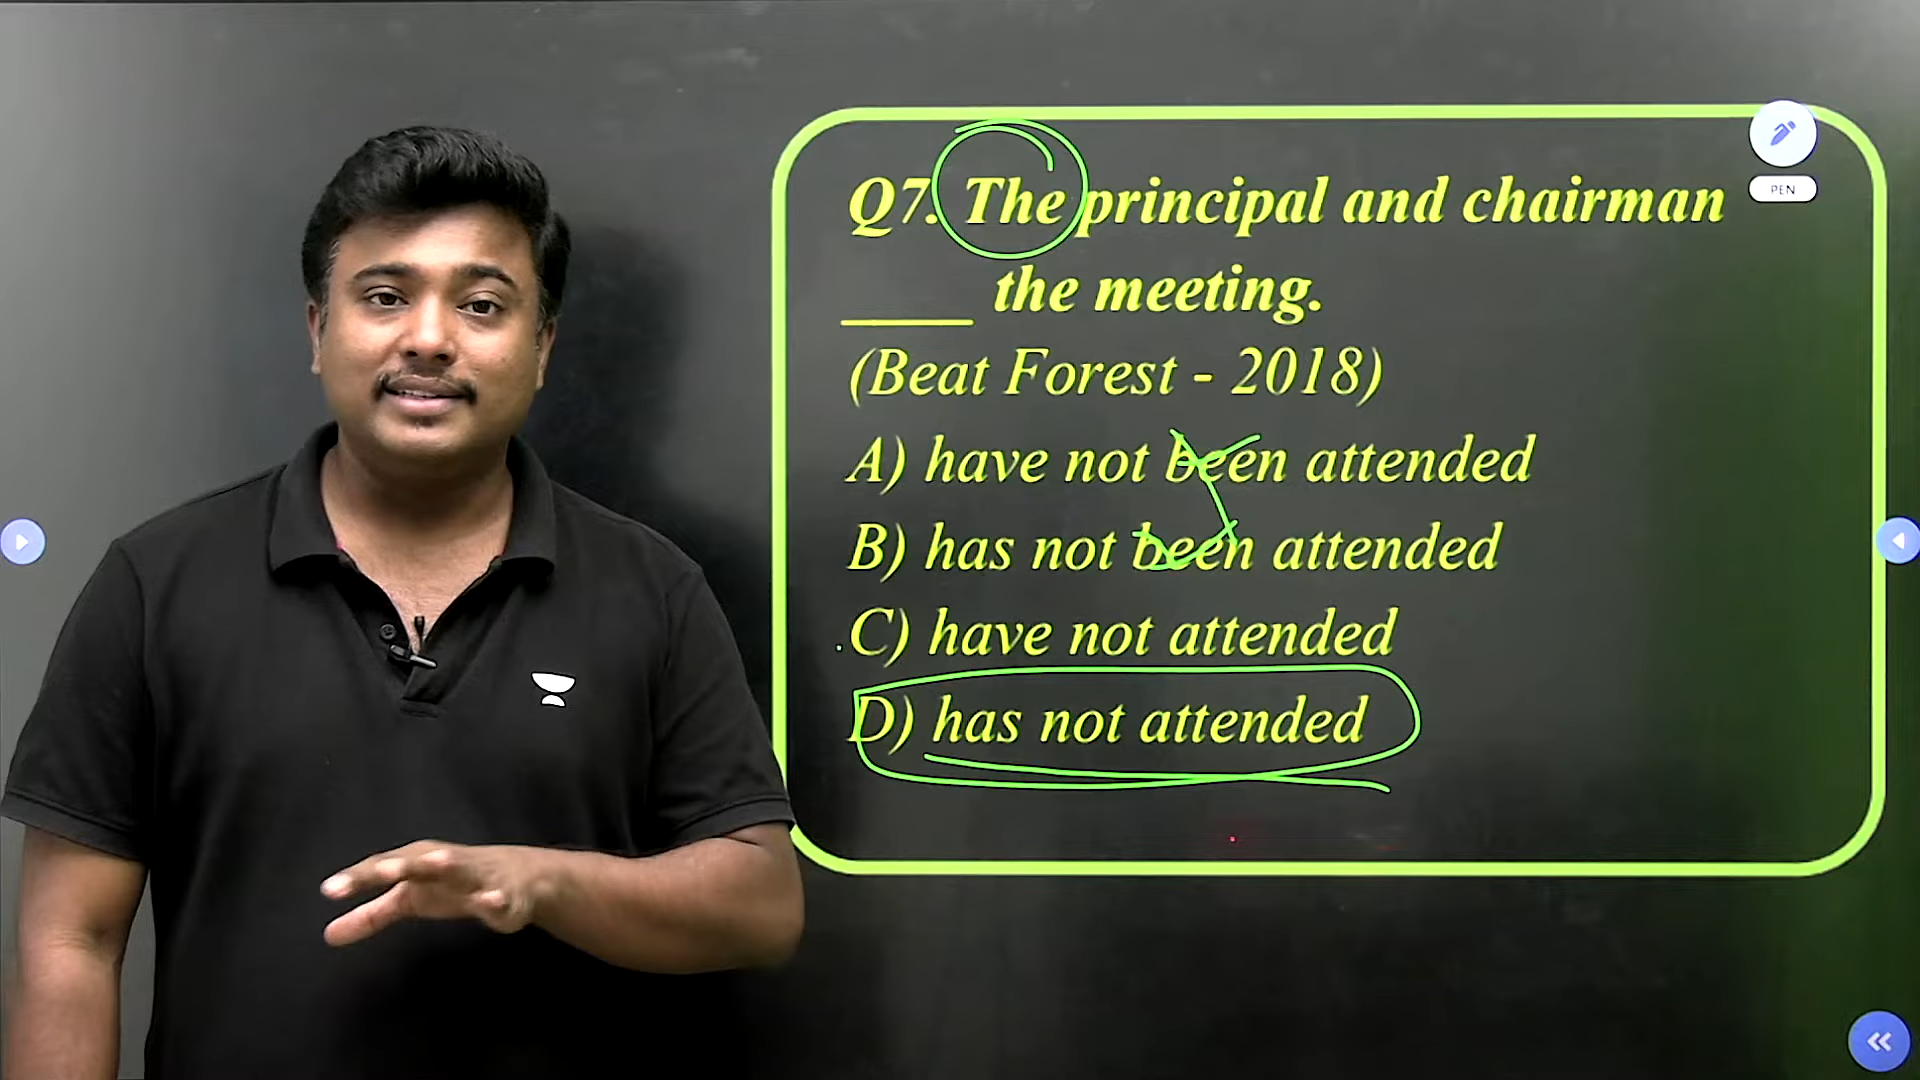 Q7. The principal and chairman
____ the meeting.
(Beat Forest - 2018)
A) have not been attended
B) has not been attended
C) have not attended
D) has not attended
PEN